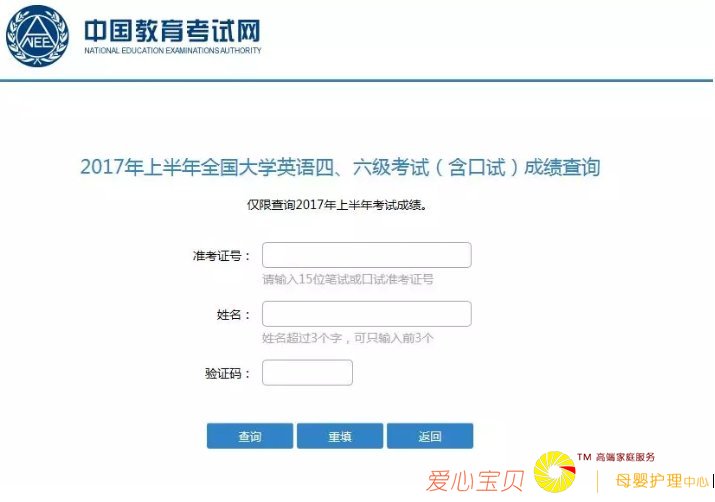 NEE
中国教育考试网
NATIONAL EDUCATION EXAMINATIONS AUTHORITY
2017年上半年全国大学英语四、六级考试（含口试）成绩查询
仅限查询2017年上半年考试成绩。
准考证号：
请输入15位笔试或口试准考证号
姓名：
姓名超过3个字，可只输入前3个
验证码：
查询 重填 返回
TM 高端家庭服务
爱心宝贝 | 母婴护理中心